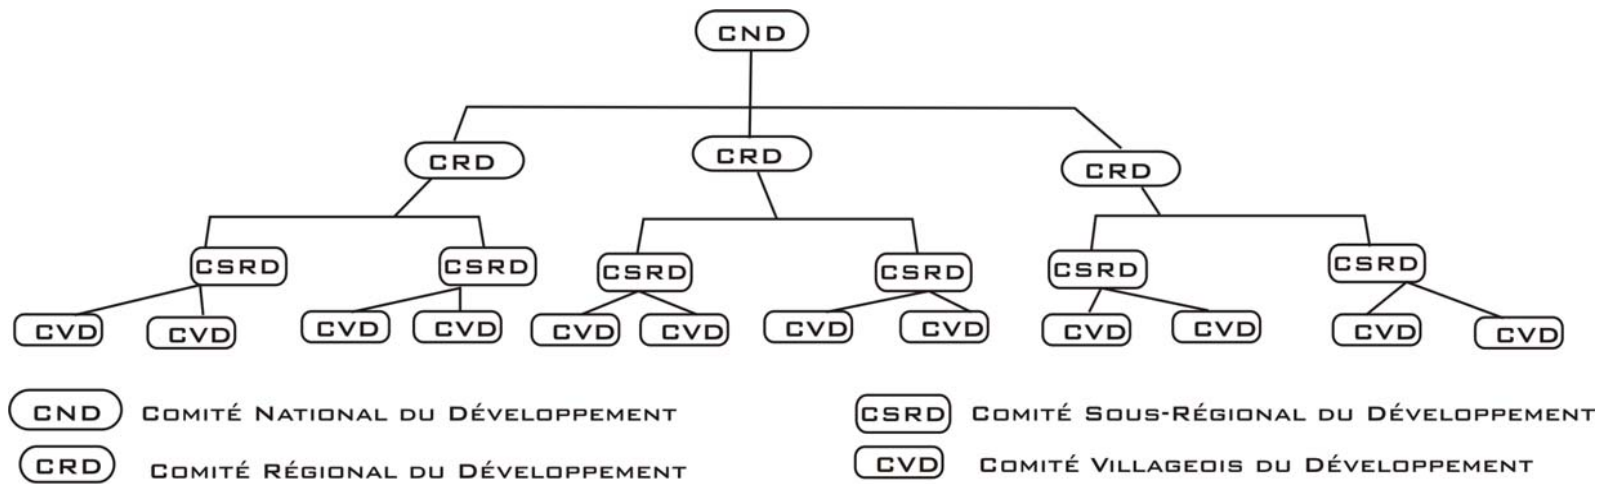 CND
CRD CRD CRD
CSRD CSRD CSRD CSRD CSRD CSRD
CVD CVD CVD CVD CVD CVD CVD CVD CVD CVD CVD CVD
CND COMITÉ NATIONAL DU DÉVELOPPEMENT
CSRD COMITÉ SOUS-RÉGIONAL DU DÉVELOPPEMENT
CRD COMITÉ RÉGIONAL DU DÉVELOPPEMENT
CVD COMITÉ VILLAGEOIS DU DÉVELOPPEMENT